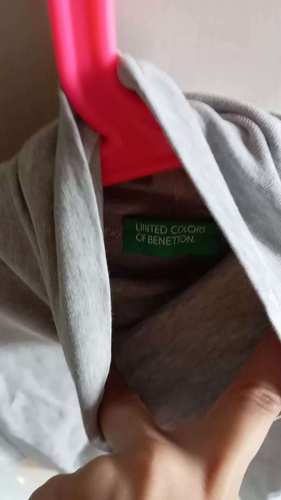 UNITED COLORS
OF BENETTON.